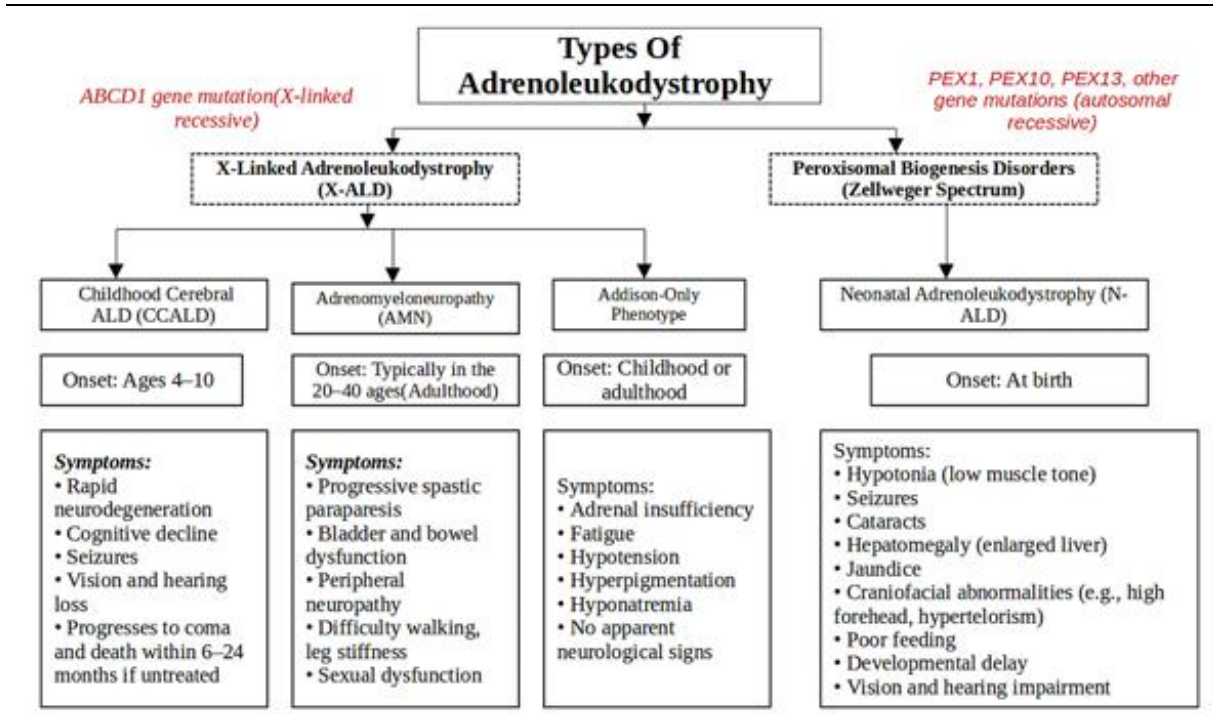 Types Of
Adrenoleukodystrophy
ABCD1 gene mutation(X-linked
recessive)
PEX1, PEX10, PEX13, other
gene mutations (autosomal
recessive)
X-Linked Adrenoleukodystrophy
(X-ALD)
Peroxisomal Biogenesis Disorders
(Zellweger Spectrum)
Childhood Cerebral
ALD (CCALD)
Adrenomyeloneuropathy
(AMN)
Addison-Only
Phenotype
Neonatal Adrenoleukodystrophy (N-
ALD)
Onset: Ages 4–10
Onset: Typically in the
20–40 ages(Adulthood)
Onset: Childhood or
adulthood
Onset: At birth
Symptoms:
• Rapid
neurodegeneration
• Cognitive decline
• Seizures
• Vision and hearing
loss
• Progresses to coma
and death within 6–24
months if untreated
Symptoms:
• Progressive spastic
paraparesis
• Bladder and bowel
dysfunction
• Peripheral
neuropathy
• Difficulty walking,
leg stiffness
• Sexual dysfunction
Symptoms:
• Adrenal insufficiency
• Fatigue
• Hypotension
• Hyperpigmentation
• Hyponatremia
• No apparent
neurological signs
Symptoms:
• Hypotonia (low muscle tone)
• Seizures
• Cataracts
• Hepatomegaly (enlarged liver)
• Jaundice
• Craniofacial abnormalities (e.g., high
forehead, hypertelorism)
• Poor feeding
• Developmental delay
• Vision and hearing impairment